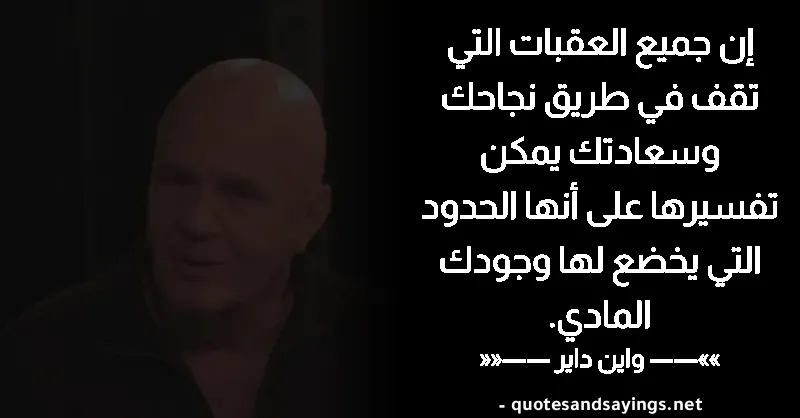 إن جميع العقبات التي
تقف في طريق نجاحك
وسعادتك يمكن
تفسيرها على أنها الحدود
التي يخضع لها وجودك
المادي.
»»—— واين داير ——««
- quotesandsayings.net